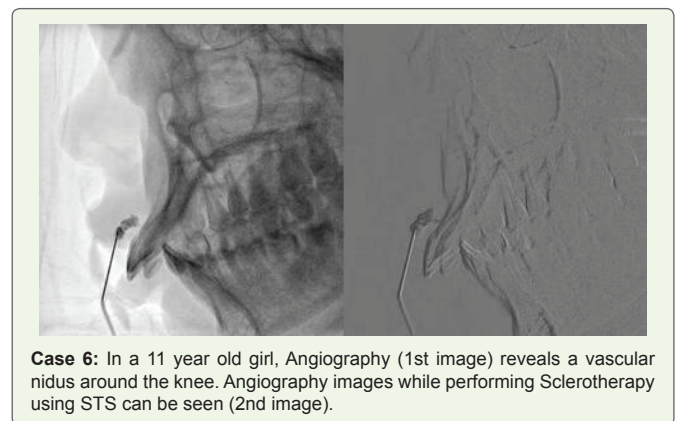 Case 6: In a 11 year old girl, Angiography (1st image) reveals a vascular
nidus around the knee. Angiography images while performing Sclerotherapy
using STS can be seen (2nd image).